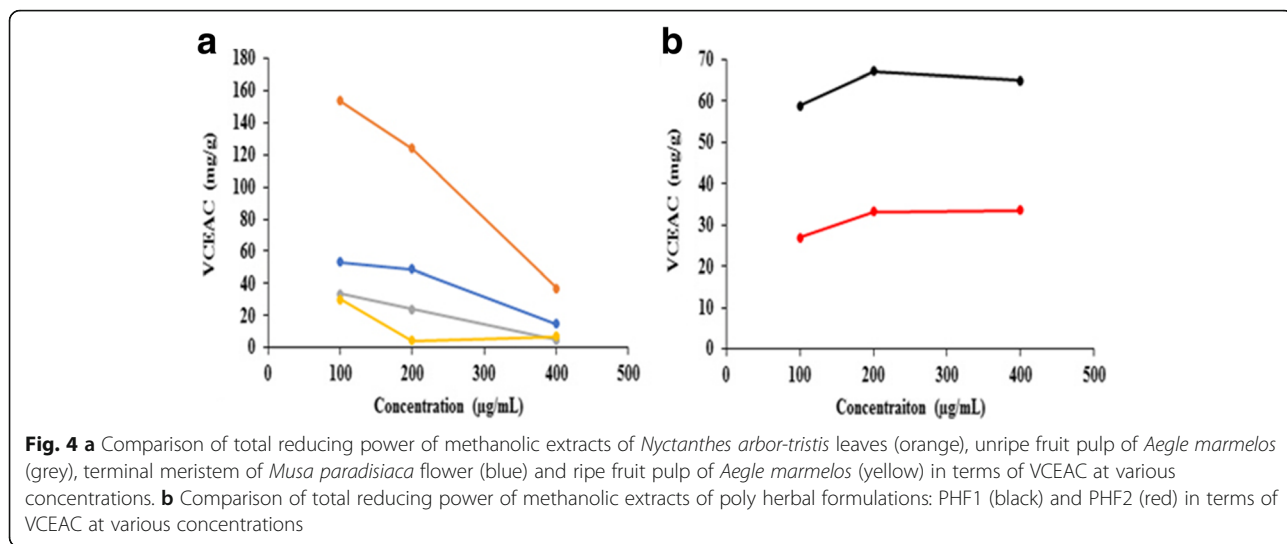 a
180
160
140
120
100
80
60
40
20
0
VCEAC (mg/g)
0 100 200 300 400 500
Concentration (µg/mL)
b
70
60
50
40
30
20
10
0
VCEAC (mg/g)
0 100 200 300 400 500
Concentraiton (µg/mL)
Fig. 4 a Comparison of total reducing power of methanolic extracts of Nyctanthes arbor-tristis leaves (orange), unripe fruit pulp of Aegle marmelos
(grey), terminal meristem of Musa paradisiaca flower (blue) and ripe fruit pulp of Aegle marmelos (yellow) in terms of VCEAC at various
concentrations. b Comparison of total reducing power of methanolic extracts of poly herbal formulations: PHF1 (black) and PHF2 (red) in terms of
VCEAC at various concentrations